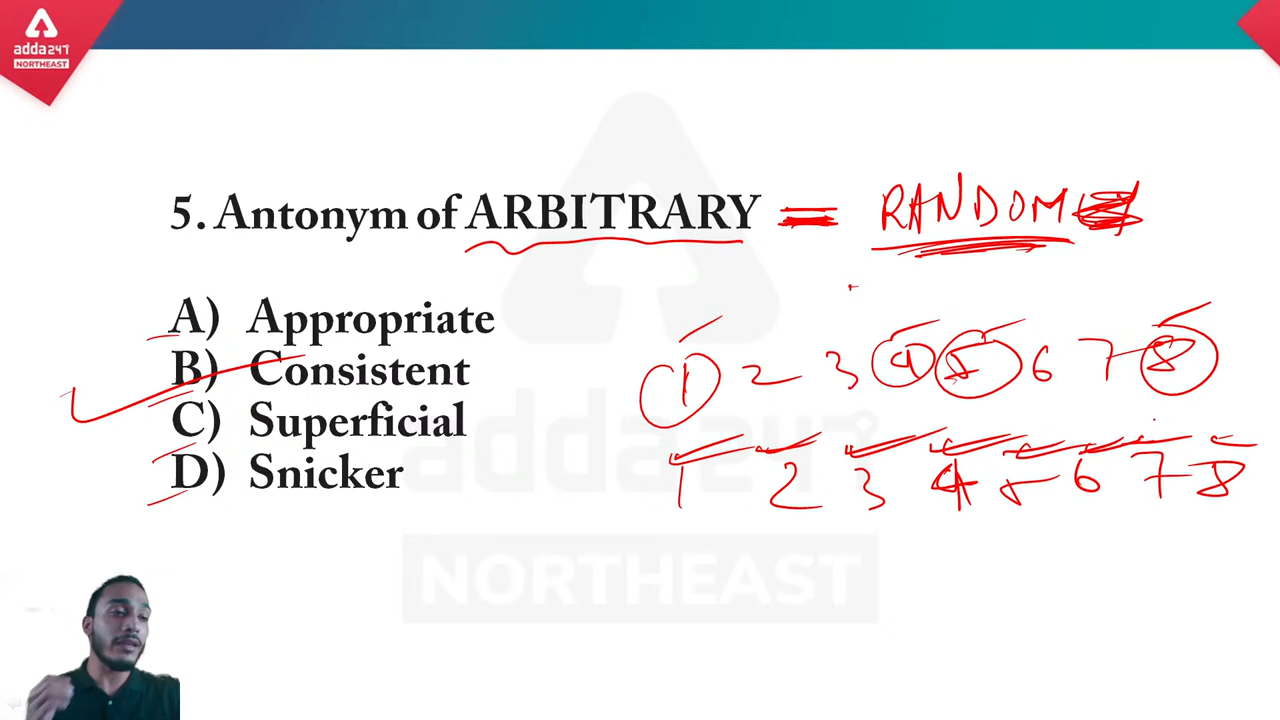 adda247
NORTHEAST
5. Antonym of ARBITRARY = RANDOM
A) Appropriate
B) Consistent
C) Superficial
D) Snicker
1 2 3 4 5 6 7 8
1 2 3 4 5 6 7 8
adda247
NORTHEAST